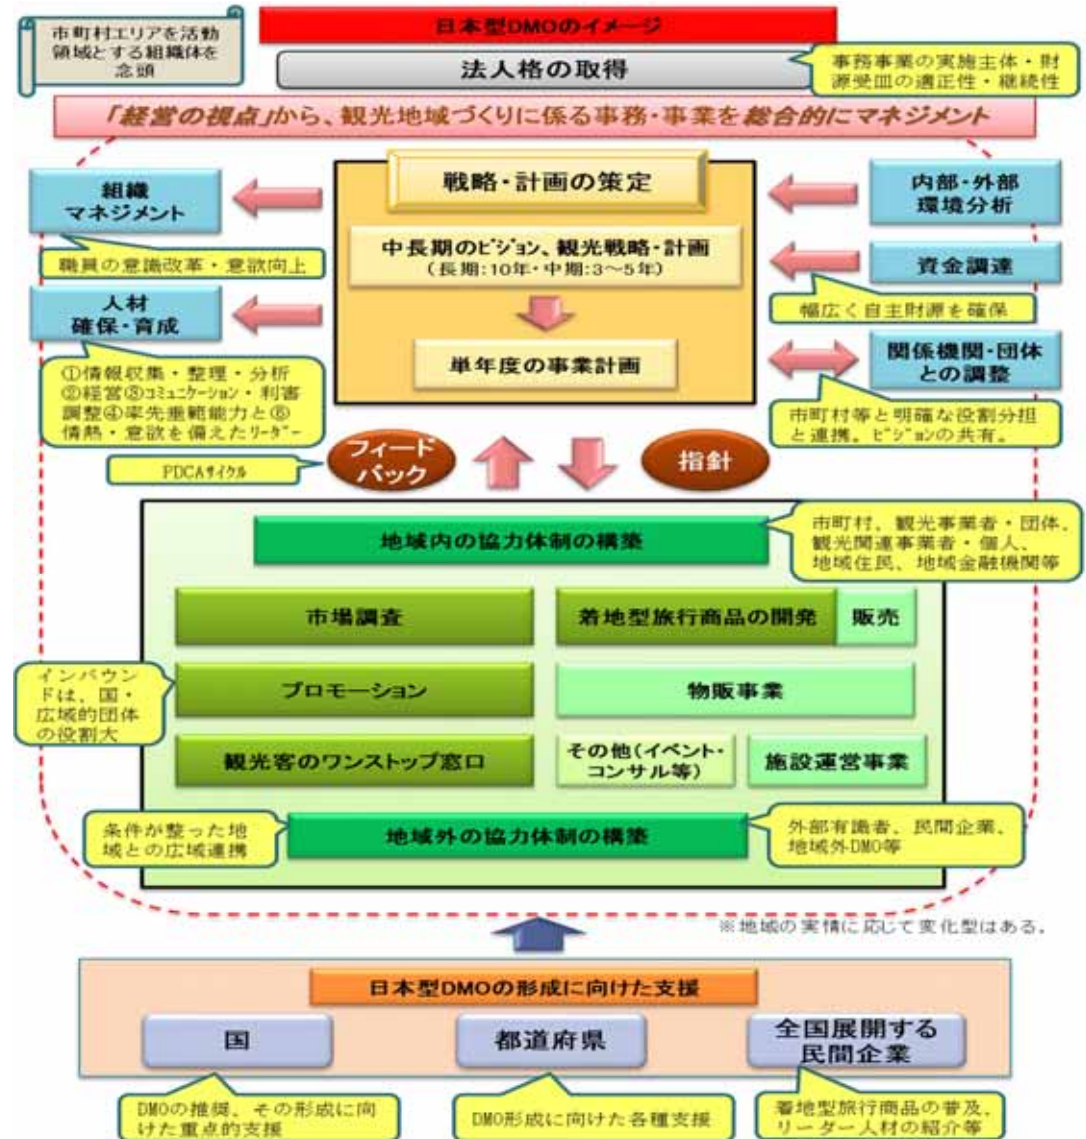 市町村エリアを活動
領域とする組織体を
念頭
日本型DMOのイメージ
法人格の取得
事務事業の実施主体・財
源受皿の適正性・継続性
「経営の視点」から、観光地域づくりに係る事務・事業を総合的にマネジメント
組織
マネジメント
職員の意識改革・意欲向上
人材
確保・育成
①情報収集・整理・分析
②経営③コミュニケーション・利害
調整④率先垂範能力と⑥
情熱・意欲を備えたリーダー
戦略・計画の策定
中長期のビジョン、観光戦略・計画
(長期:10年・中期:3～5年)
単年度の事業計画
内部・外部
環境分析
資金調達
幅広く自主財源を確保
関係機関・団体
との調整
市町村等と明確な役割分担
と連携。ビジョンの共有。
PDCAサイクル
フィード
バック
指針
地域内の協力体制の構築
市町村、観光事業者・団体、
観光関連事業者・個人、
地域住民、地域金融機関等
市場調査
着地型旅行商品の開発
販売
インバウン
ドは、国・
広域的団体
の役割大
プロモーション
物販事業
観光客のワンストップ窓口
その他(イベント・
コンサル等)
施設運営事業
条件が整った地
域との広域連携
地域外の協力体制の構築
外部有識者、民間企業、
地域外DMO等
※地域の実情に応じて変化型はある。
日本型DMOの形成に向けた支援
国
都道府県
全国展開する
民間企業
DMOの推奨、その形成に向
けた重点的支援
DMO形成に向けた各種支援
着地型旅行商品の普及、
リーダー人材の紹介等